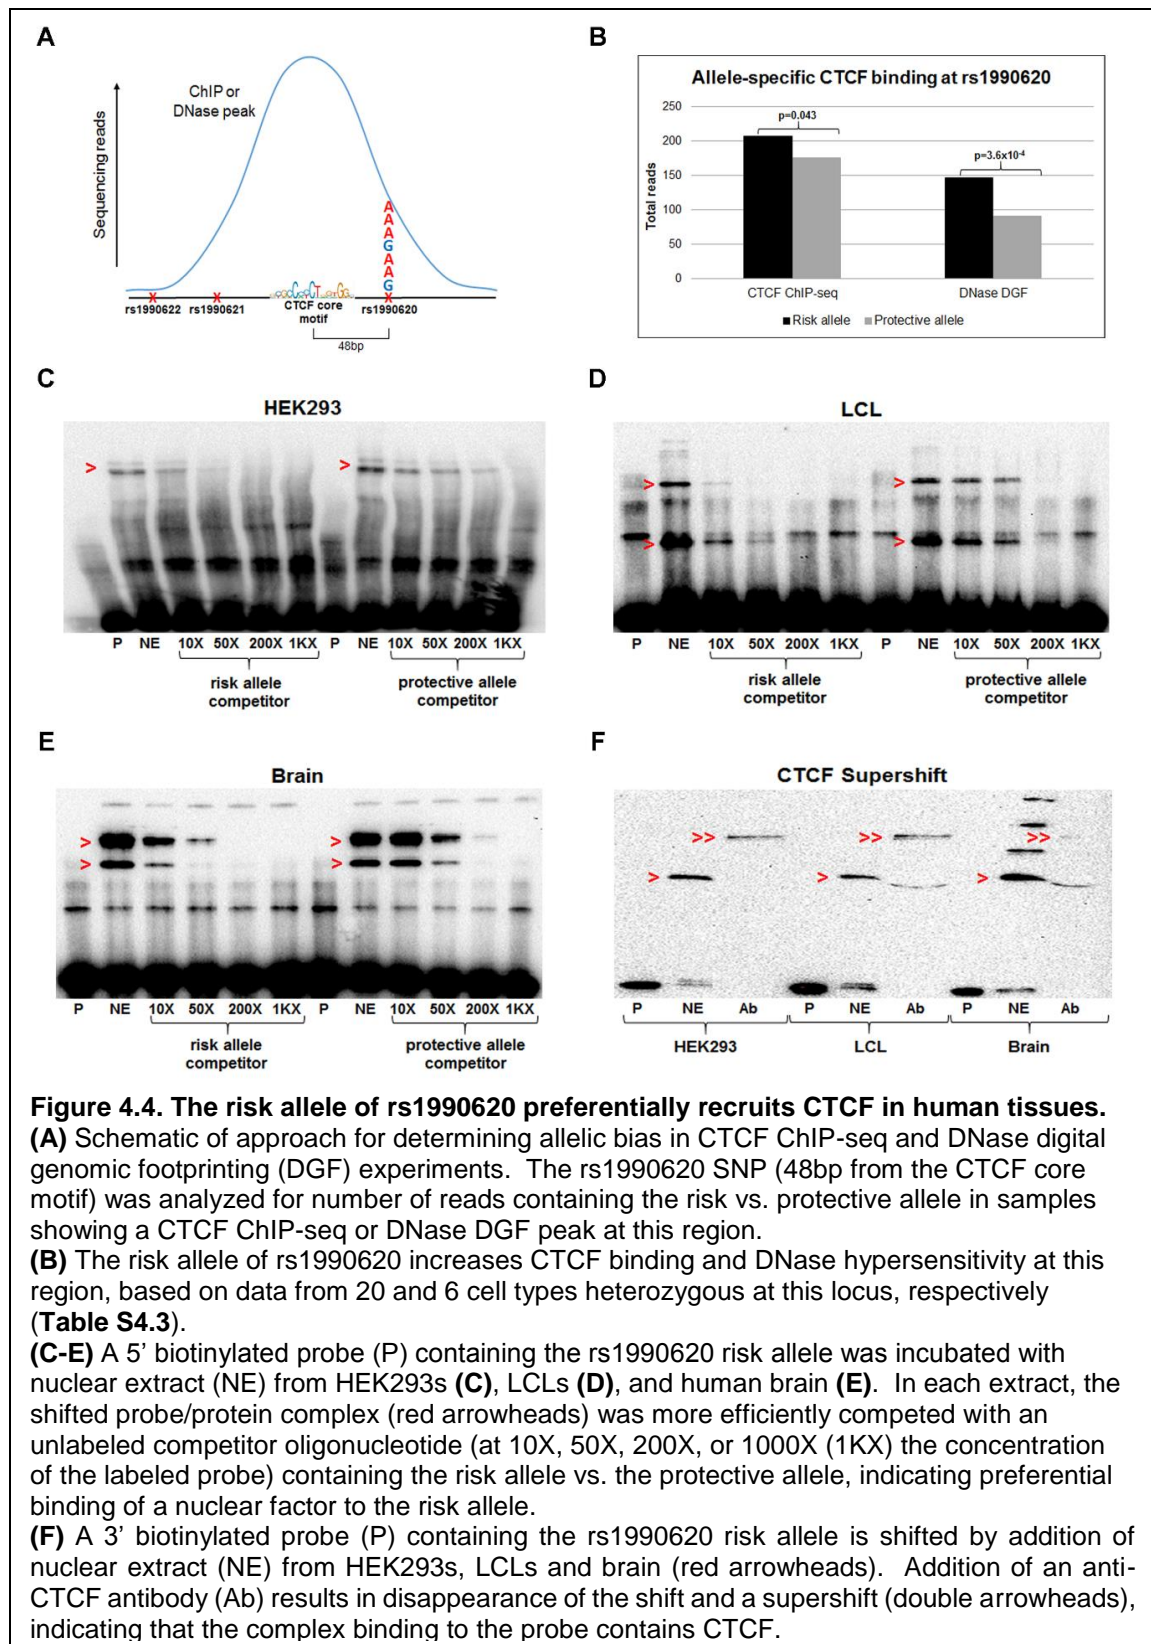 A
ChIP or
DNase peak
Sequencing reads
A
A
A
G
A
A
G
X
X
X
rs1990622
rs1990621
CTCF core
motif
rs1990620
48bp
B
Allele-specific CTCF binding at rs1990620
Total reads
250
200
150
100
50
0
p=0.043
p=3.6x10-4
CTCF ChIP-seq
DNase DGF
Risk allele
Protective allele
C
HEK293
>
>
P NE 10X 50X 200X 1KX P NE 10X 50X 200X 1KX
risk allele
competitor
protective allele
competitor
D
LCL
>
>
>
>
P NE 10X 50X 200X 1KX P NE 10X 50X 200X 1KX
risk allele
competitor
protective allele
competitor
E
Brain
>
>
>
>
P NE 10X 50X 200X 1KX P NE 10X 50X 200X 1KX
risk allele
competitor
protective allele
competitor
F
CTCF Supershift
>> >> >>
> > >
P NE Ab P NE Ab P NE Ab
HEK293 LCL Brain
Figure 4.4. The risk allele of rs1990620 preferentially recruits CTCF in human tissues.
(A) Schematic of approach for determining allelic bias in CTCF ChIP-seq and DNase digital
genomic footprinting (DGF) experiments. The rs1990620 SNP (48bp from the CTCF core
motif) was analyzed for number of reads containing the risk vs. protective allele in samples
showing a CTCF ChIP-seq or DNase DGF peak at this region.
(B) The risk allele of rs1990620 increases CTCF binding and DNase hypersensitivity at this
region, based on data from 20 and 6 cell types heterozygous at this locus, respectively
(Table S4.3).
(C-E) A 5’ biotinylated probe (P) containing the rs1990620 risk allele was incubated with
nuclear extract (NE) from HEK293s (C), LCLs (D), and human brain (E). In each extract, the
shifted probe/protein complex (red arrowheads) was more efficiently competed with an
unlabeled competitor oligonucleotide (at 10X, 50X, 200X, or 1000X (1KX) the concentration
of the labeled probe) containing the risk allele vs. the protective allele, indicating preferential
binding of a nuclear factor to the risk allele.
(F) A 3’ biotinylated probe (P) containing the rs1990620 risk allele is shifted by addition of
nuclear extract (NE) from HEK293s, LCLs and brain (red arrowheads). Addition of an anti-
CTCF antibody (Ab) results in disappearance of the shift and a supershift (double arrowheads),
indicating that the complex binding to the probe contains CTCF.